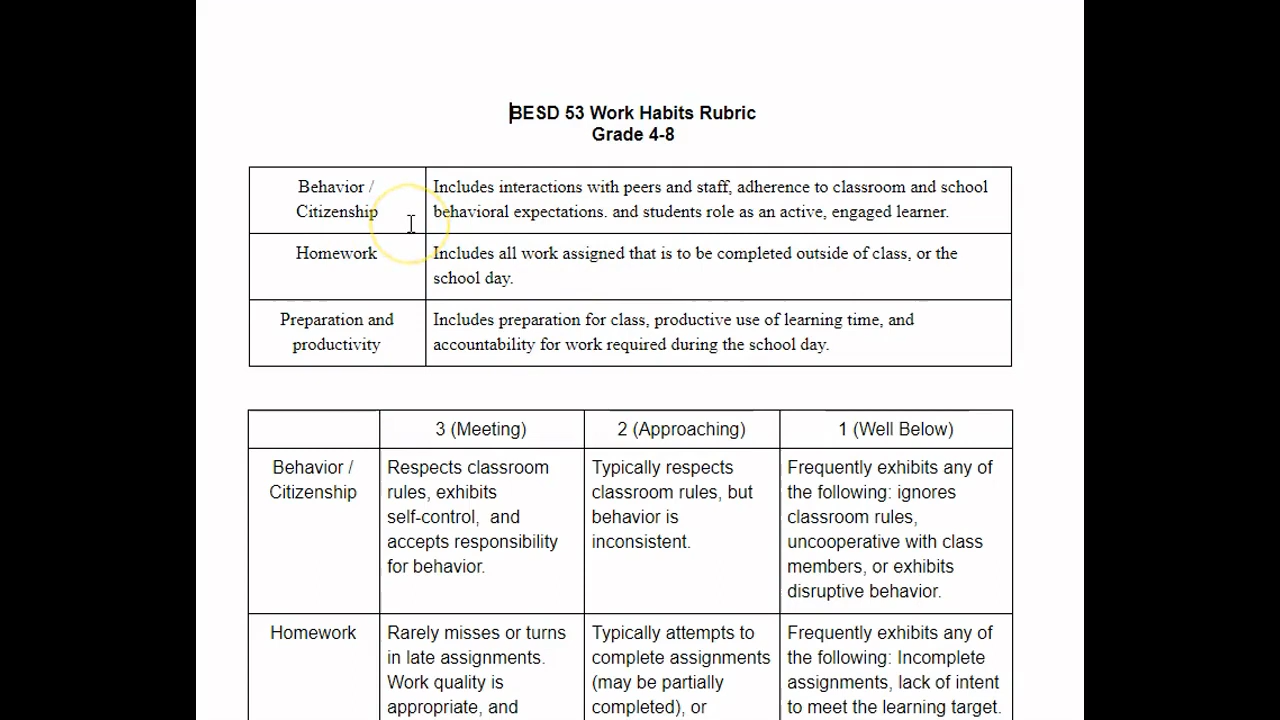 BESD 53 Work Habits Rubric
Grade 4-8
Behavior /
Citizenship
Includes interactions with peers and staff, adherence to classroom and school
behavioral expectations. and students role as an active, engaged learner.
Homework
Includes all work assigned that is to be completed outside of class, or the
school day.
Preparation and
productivity
Includes preparation for class, productive use of learning time, and
accountability for work required during the school day.
3 (Meeting)
2 (Approaching)
1 (Well Below)
Behavior /
Citizenship
Respects classroom
rules, exhibits
self-control,  and
accepts responsibility
for behavior.
Typically respects
classroom rules, but
behavior is
inconsistent.
Frequently exhibits any of
the following: ignores
classroom rules,
uncooperative with class
members, or exhibits
disruptive behavior.
Homework
Rarely misses or turns
in late assignments.
Work quality is
appropriate, and
Typically attempts to
complete assignments
(may be partially
completed), or
Frequently exhibits any of
the following: Incomplete
assignments, lack of intent
to meet the learning target.